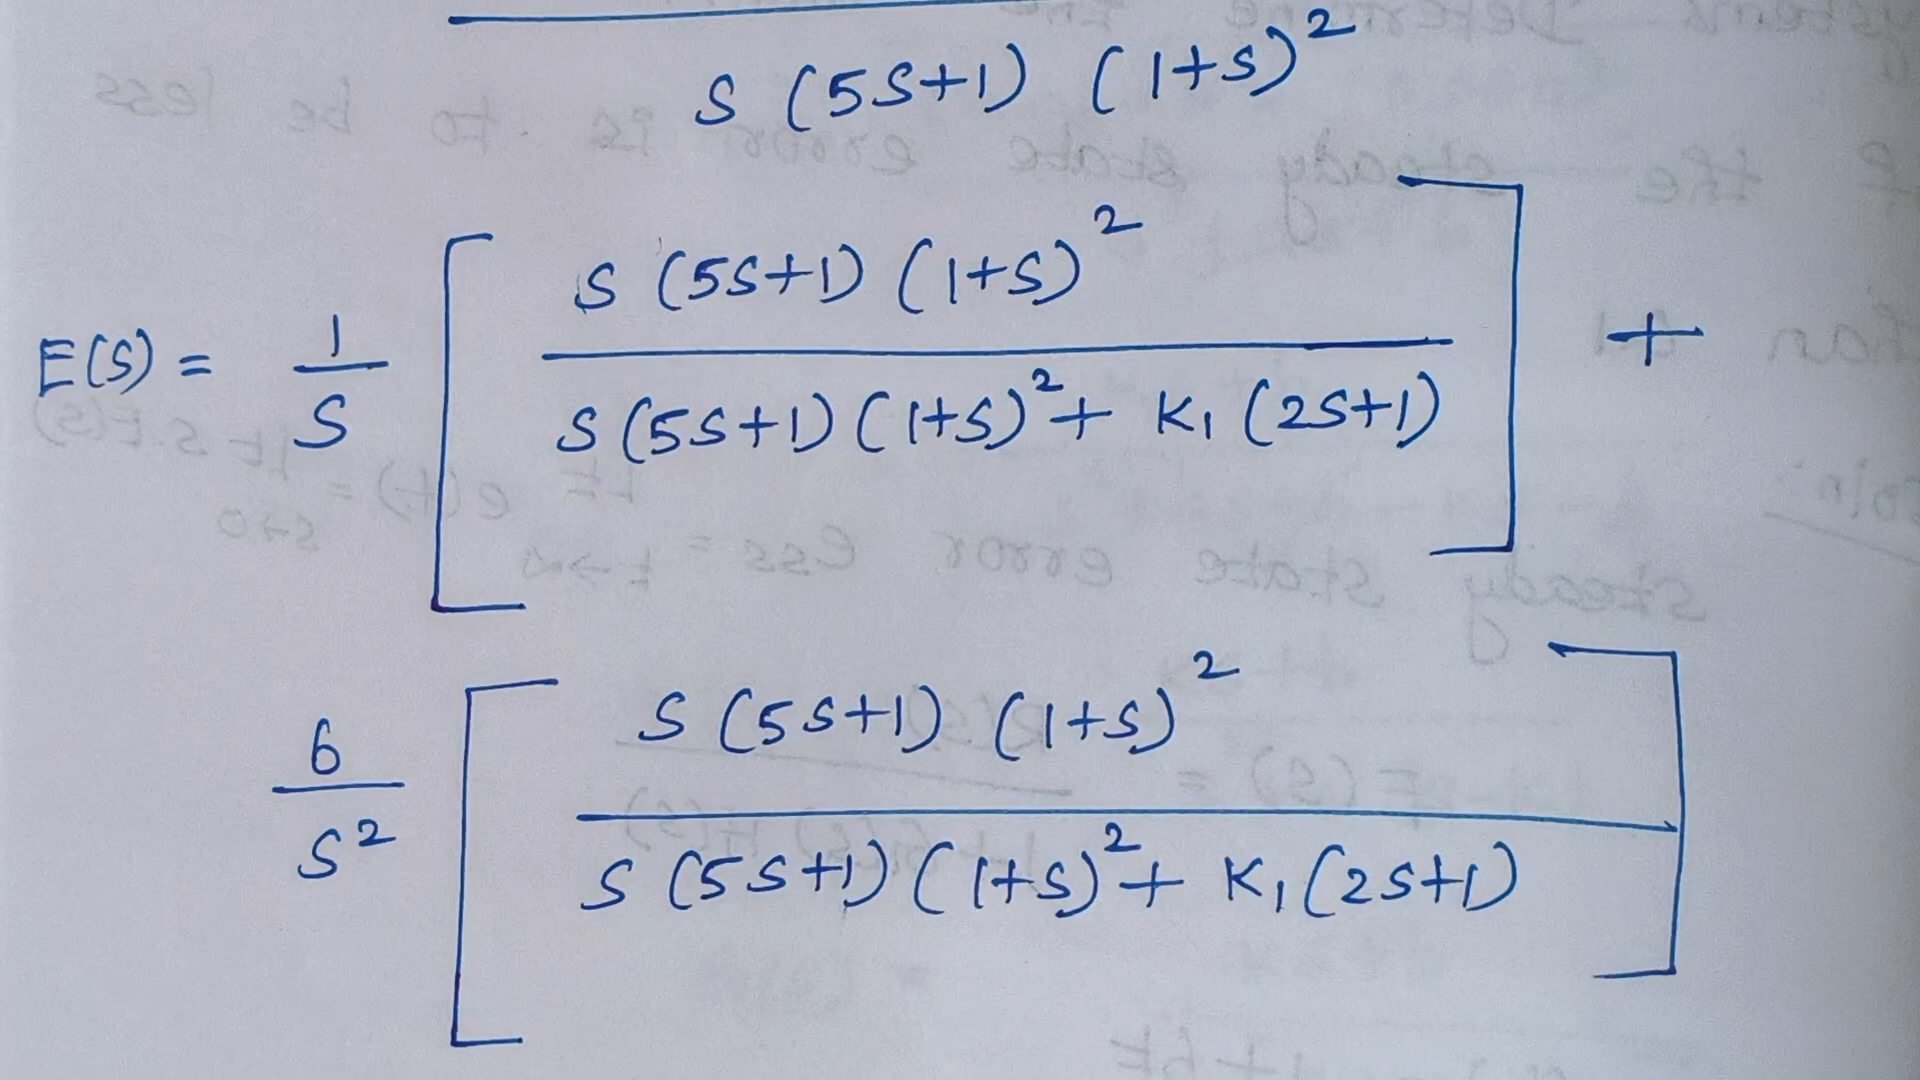 S (5S+1) (1+S)²
E(S) = 1/S [ S (5S+1) (1+S)² / S (5S+1) (1+S)² + K₁ (2S+1) ] +
6/S² [ S (5S+1) (1+S)² / S (5S+1) (1+S)² + K₁ (2S+1) ]